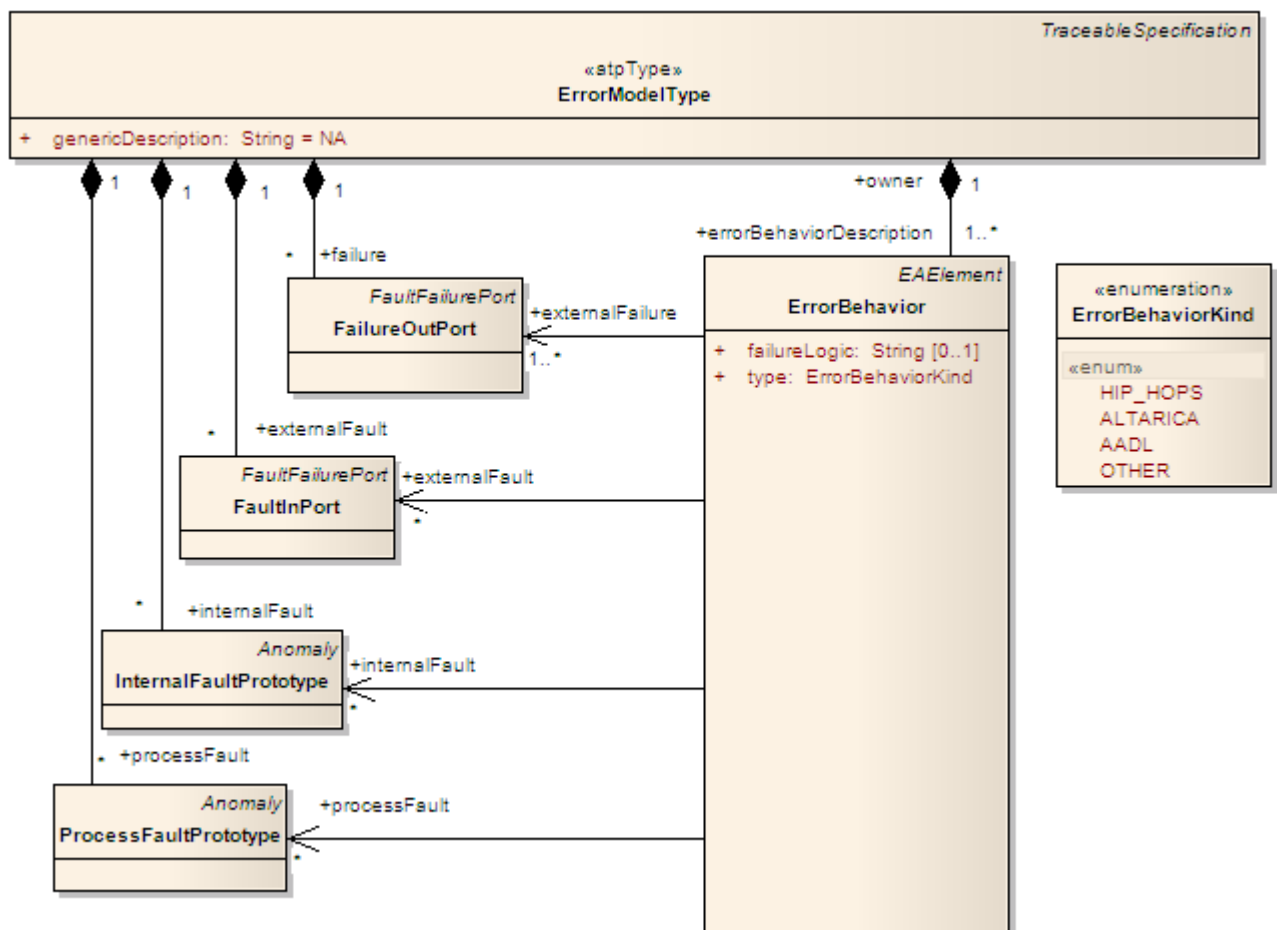 TraceableSpecification
«atpType»
ErrorModelType
+ genericDescription: String = NA
1
1
1
1
+owner
1
+errorBehaviorDescription
1..*
* +failure
FaultFailurePort
FailureOutPort
+externalFailure
1..*
EAElement
ErrorBehavior
+ failureLogic: String [0..1]
+ type: ErrorBehaviorKind
«enumeration»
ErrorBehaviorKind
«enum»
HIP_HOPS
ALTARICA
AADL
OTHER
* +externalFault
FaultFailurePort
FaultInPort
+externalFault
*
* +internalFault
Anomaly
InternalFaultPrototype
+internalFault
*
* +processFault
Anomaly
ProcessFaultPrototype
+processFault
*